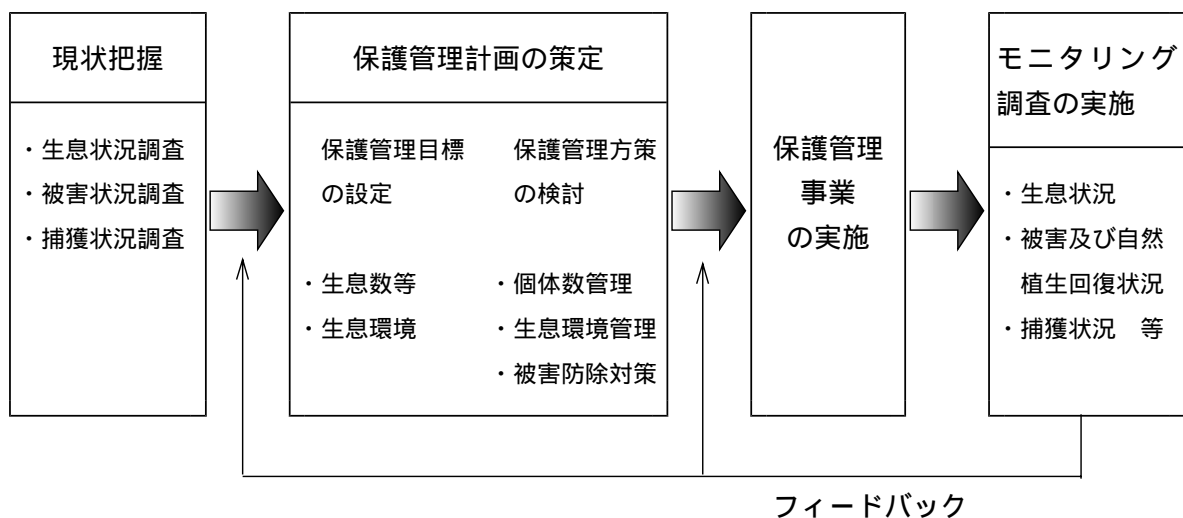 現状把握
・生息状況調査
・被害状況調査
・捕獲状況調査
保護管理計画の策定
保護管理目標
の設定
・生息数等
・生息環境
保護管理方策
の検討
・個体数管理
・生息環境管理
・被害防除対策
保護管理
事業
の実施
モニタリング
調査の実施
・生息状況
・被害及び自然
植生回復状況
・捕獲状況　等
フィードバック